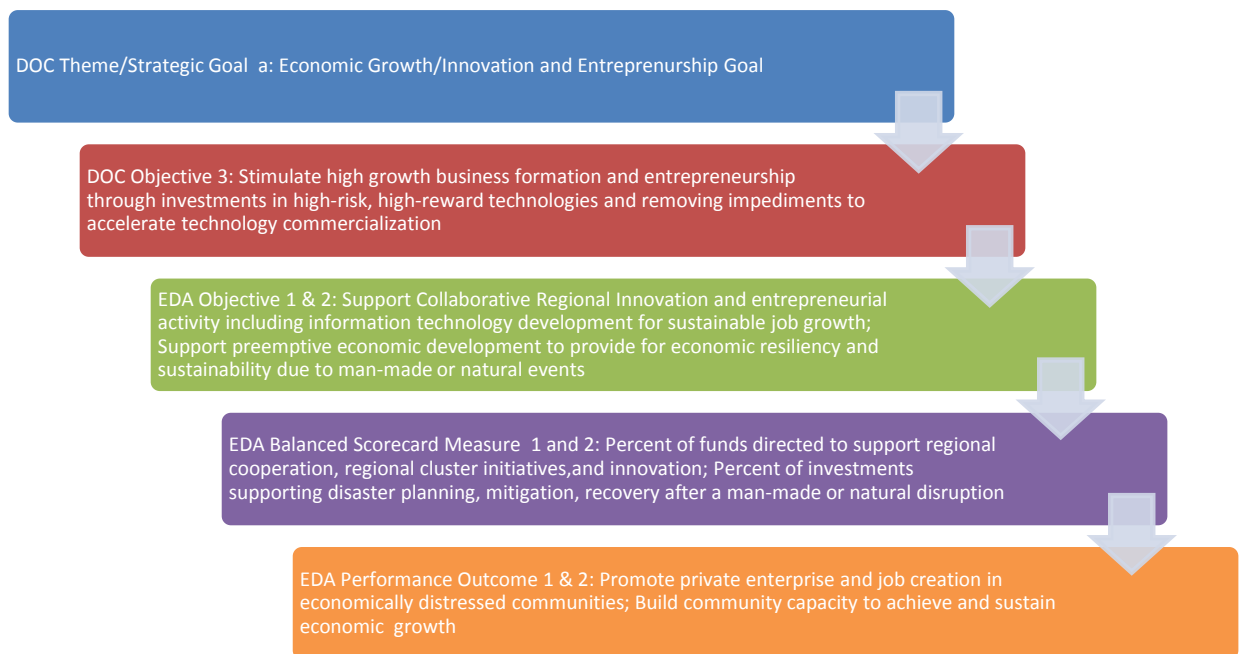 DOC Theme/Strategic Goal  a: Economic Growth/Innovation and Entreprenurship Goal
DOC Objective 3: Stimulate high growth business formation and entrepreneurship
through investments in high-risk, high-reward technologies and removing impediments to
accelerate technology commercialization
EDA Objective 1 & 2: Support Collaborative Regional Innovation and entrepreneurial
activity including information technology development for sustainable job growth;
Support preemptive economic development to provide for economic resiliency and
sustainability due to man-made or natural events
EDA Balanced Scorecard Measure  1 and 2: Percent of funds directed to support regional
cooperation, regional cluster initiatives,and innovation; Percent of investments
supporting disaster planning, mitigation, recovery after a man-made or natural disruption
EDA Performance Outcome 1 & 2: Promote private enterprise and job creation in
economically distressed communities; Build community capacity to achieve and sustain
economic  growth